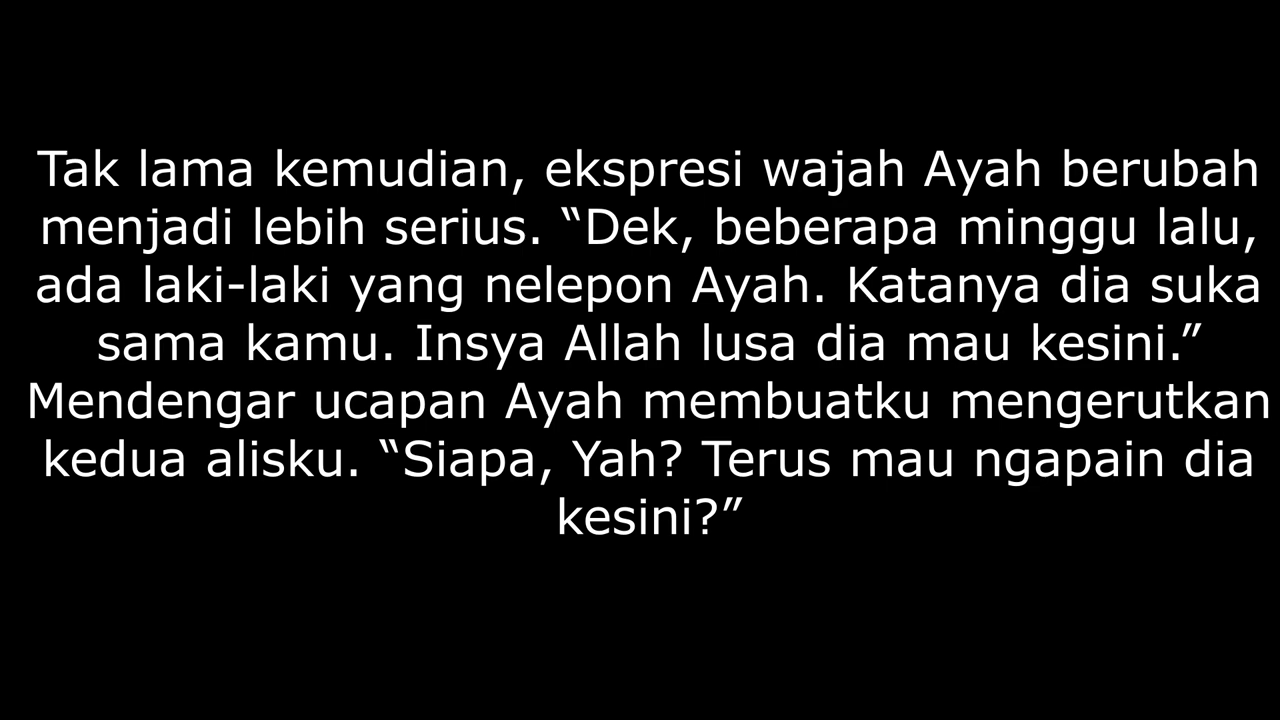 Tak lama kemudian, ekspresi wajah Ayah berubah
menjadi lebih serius. “Dek, beberapa minggu lalu,
ada laki-laki yang nelepon Ayah. Katanya dia suka
sama kamu. Insya Allah lusa dia mau kesini.”
Mendengar ucapan Ayah membuatku mengerutkan
kedua alisku. “Siapa, Yah? Terus mau ngapain dia
kesini?”